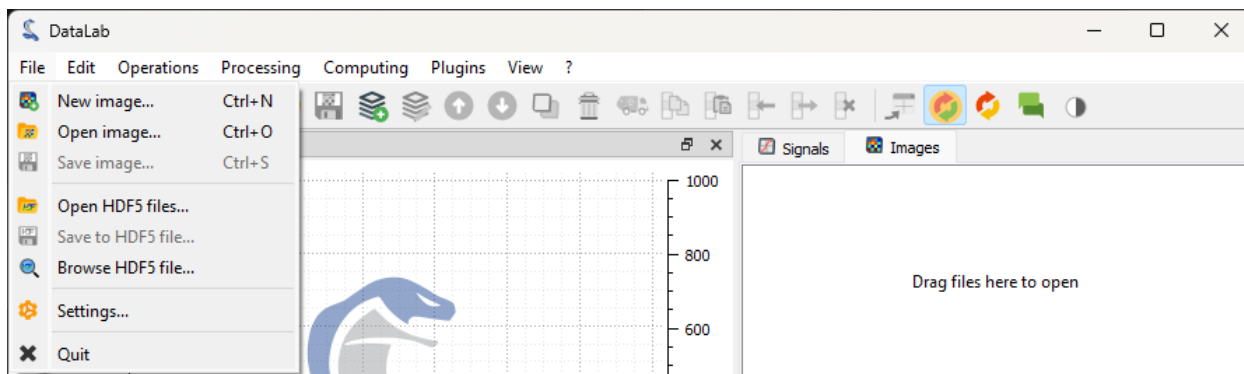 DataLab
File Edit Operations Processing Computing Plugins View ?
New image... Ctrl+N
Open image... Ctrl+O
Save image... Ctrl+S
Open HDF5 files...
Save to HDF5 file...
Browse HDF5 file...
Settings...
Quit
Signals Images
1000
800
600
Drag files here to open